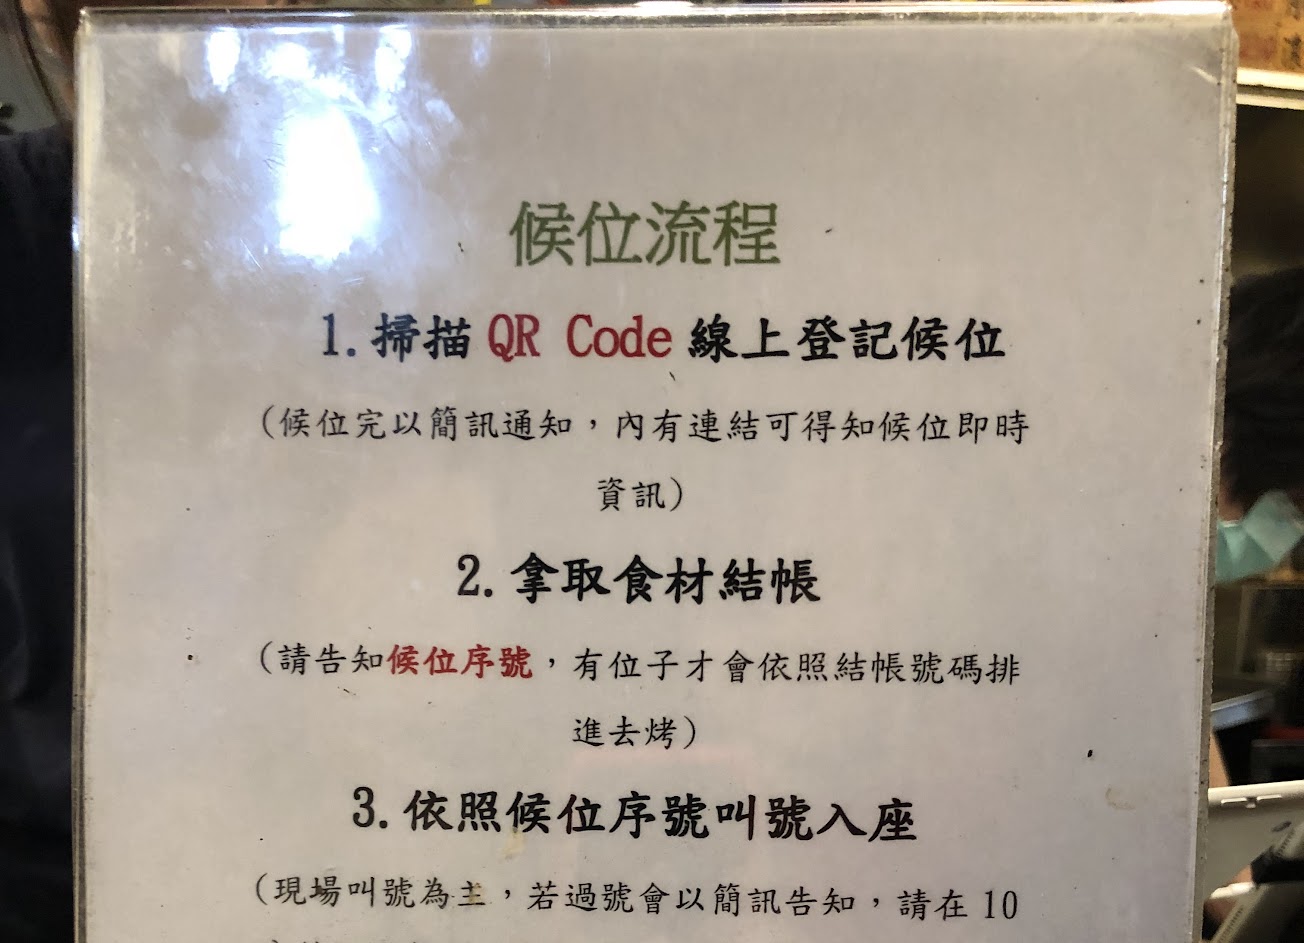 候位流程
1.掃描 QR Code 線上登記候位
(候位完以簡訊通知，內有連結可得知候位即時
資訊)
2.拿取食材結帳
(請告知候位序號，有位子才會依照結帳號碼排
進去烤)
3.依照候位序號叫號入座
(現場叫號為主，若過號會以簡訊告知，請在 10